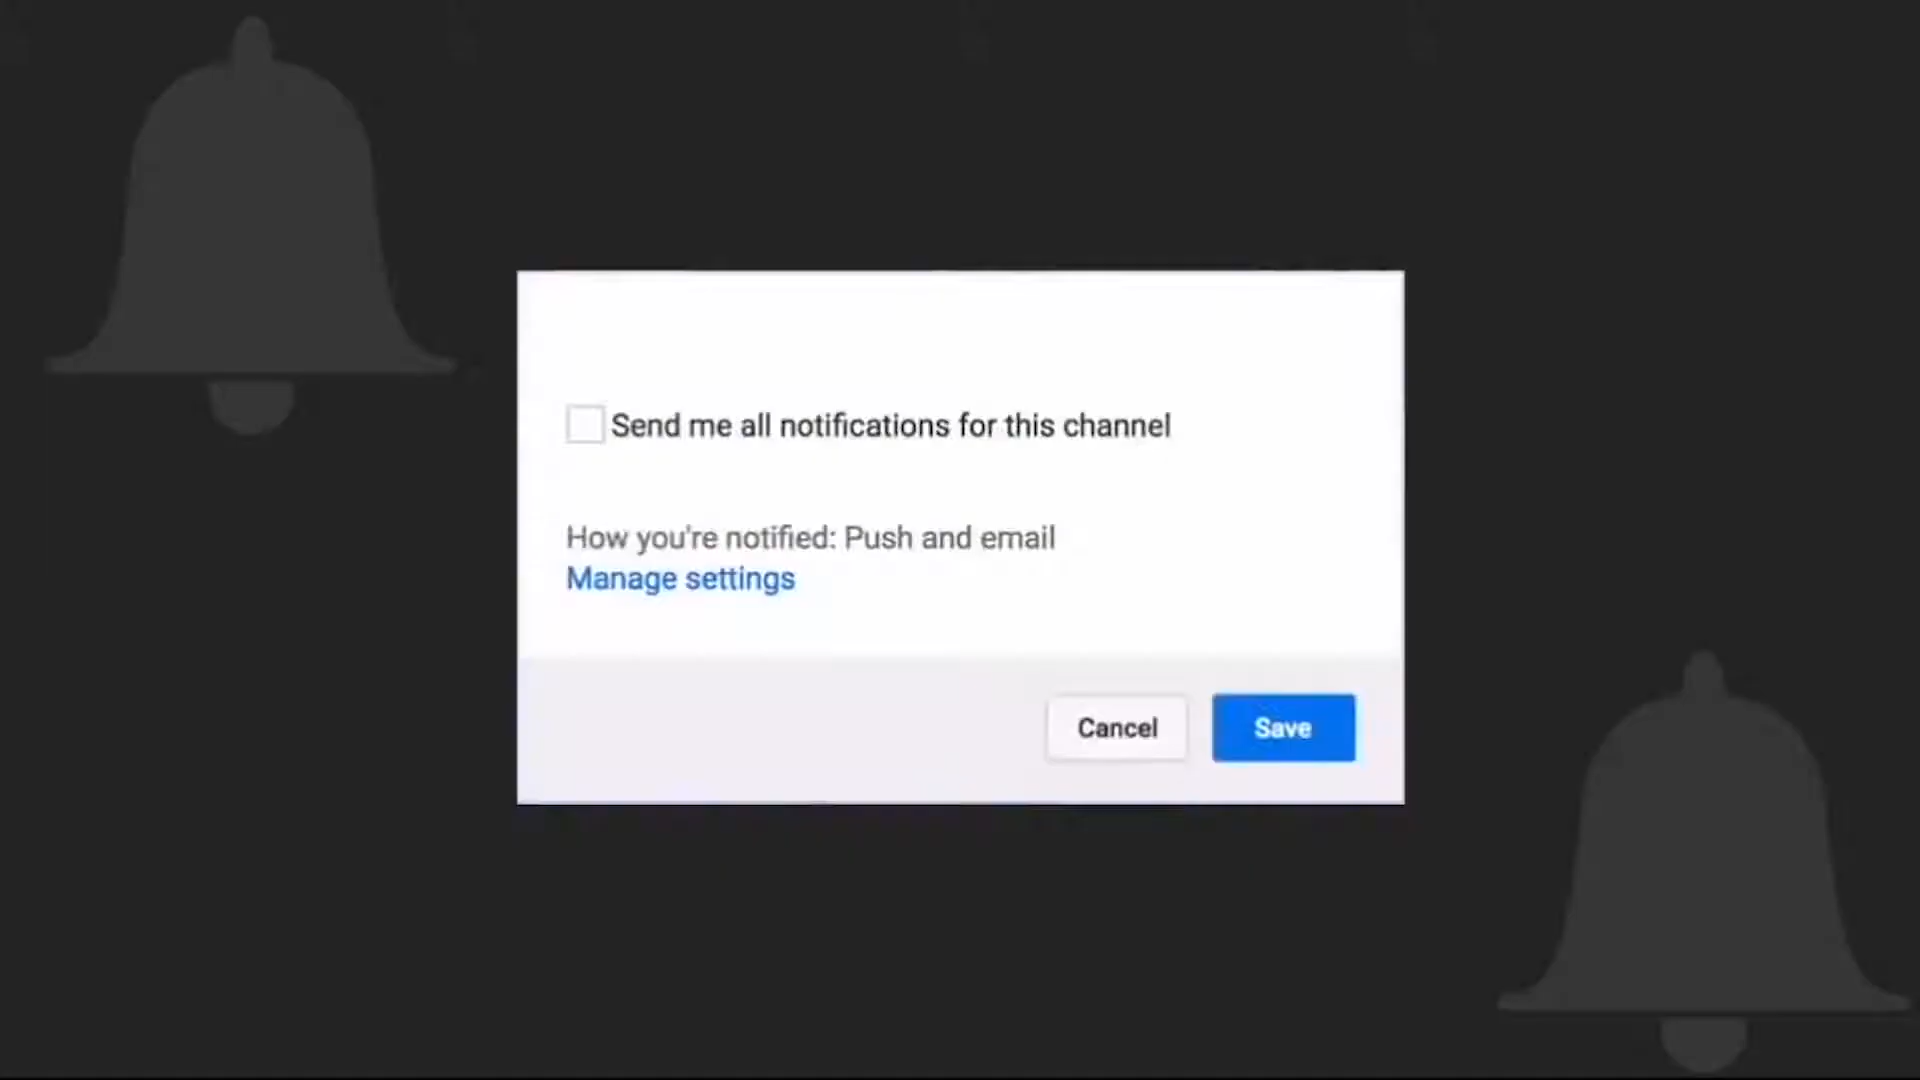 Send me all notifications for this channel
How you're notified: Push and email
Manage settings
Cancel
Save